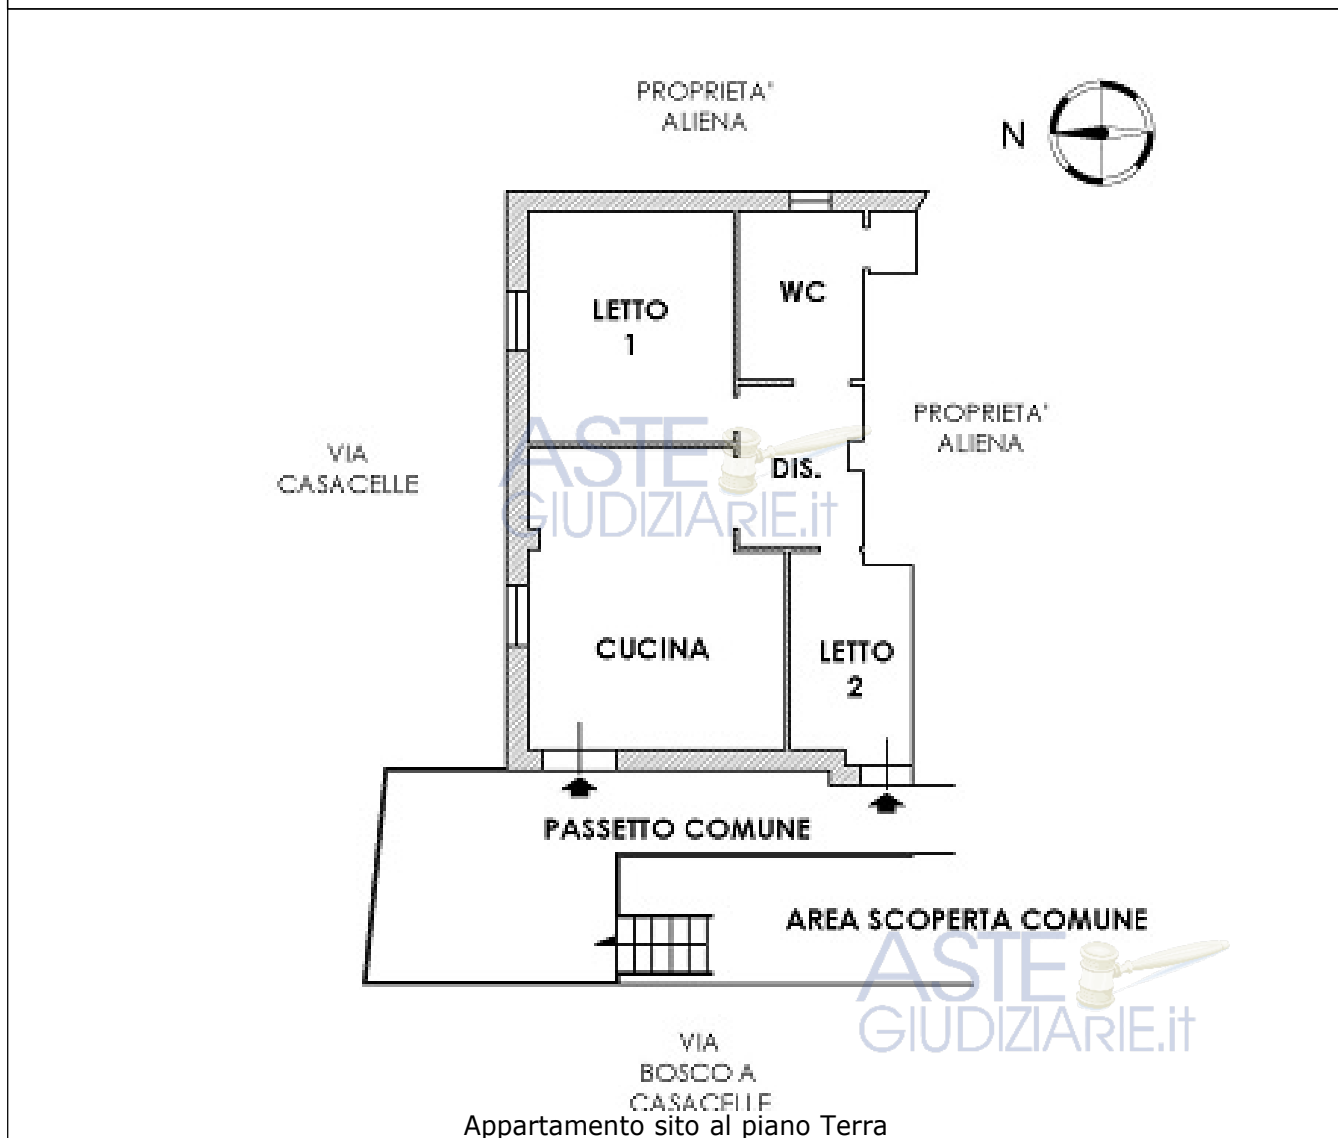 PROPRIETA'
ALIENA
N
LETTO
1
WC
PROPRIETA'
ALIENA
VIA
CASACELLE
ASTE
GIUDIZIARIE.it
DIS.
CUCINA
LETTO
2
PASSETTO COMUNE
AREA SCOPERTA COMUNE
ASTE
GIUDIZIARIE.it
VIA
BOSCO A
CASACELLE
Appartamento sito al piano Terra